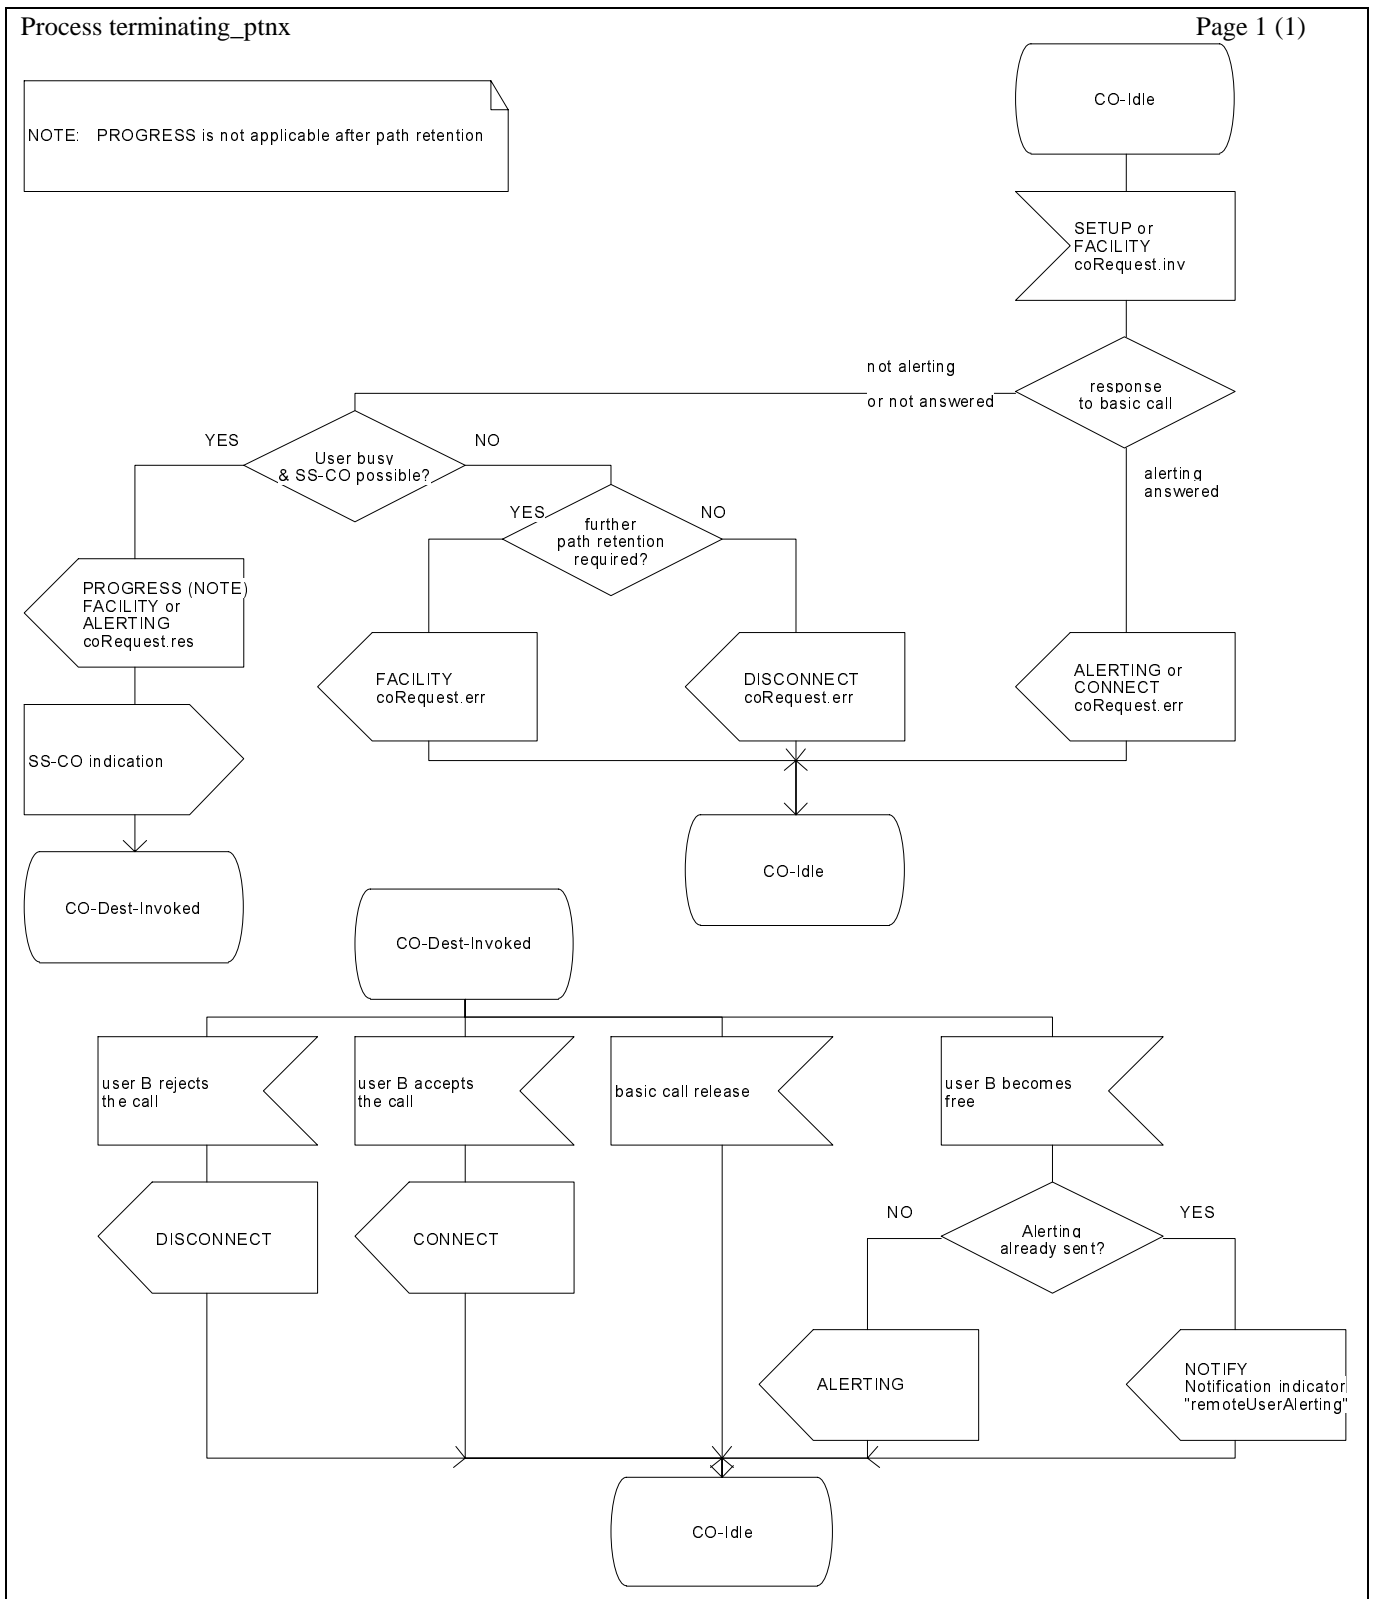 Process terminating_ptnx
Page 1 (1)
NOTE: PROGRESS is not applicable after path retention
CO-Idle
SETUP or
FACILITY
coRequest.inv
response
to basic call
not alerting
or not answered
alerting
answered
User busy
& SS-CO possible?
YES
NO
further
path retention
required?
YES
NO
PROGRESS (NOTE)
FACILITY or
ALERTING
coRequest.res
FACILITY
coRequest.err
DISCONNECT
coRequest.err
ALERTING or
CONNECT
coRequest.err
SS-CO indication
CO-Idle
CO-Dest-Invoked
CO-Dest-Invoked
user B rejects
the call
user B accepts
the call
basic call release
user B becomes
free
DISCONNECT
CONNECT
NO
YES
Alerting
already sent?
ALERTING
NOTIFY
Notification indicator
"remoteUserAlerting"
CO-Idle